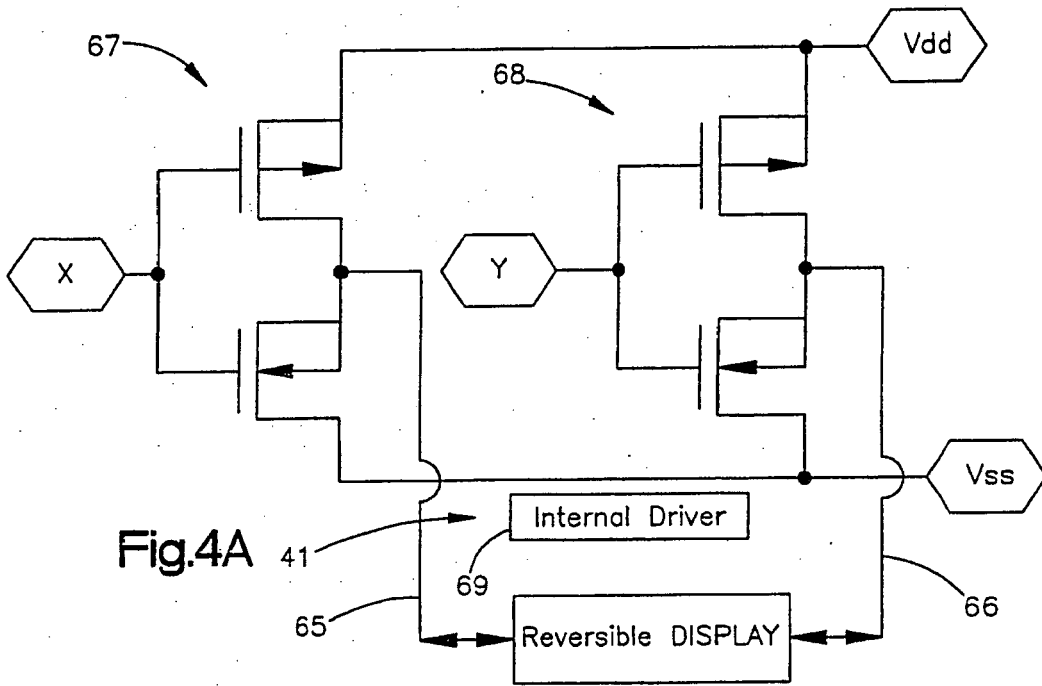 67
Vdd
68
X
Y
Vss
Internal Driver
Fig.4A
41
69
65
66
Reversible DISPLAY